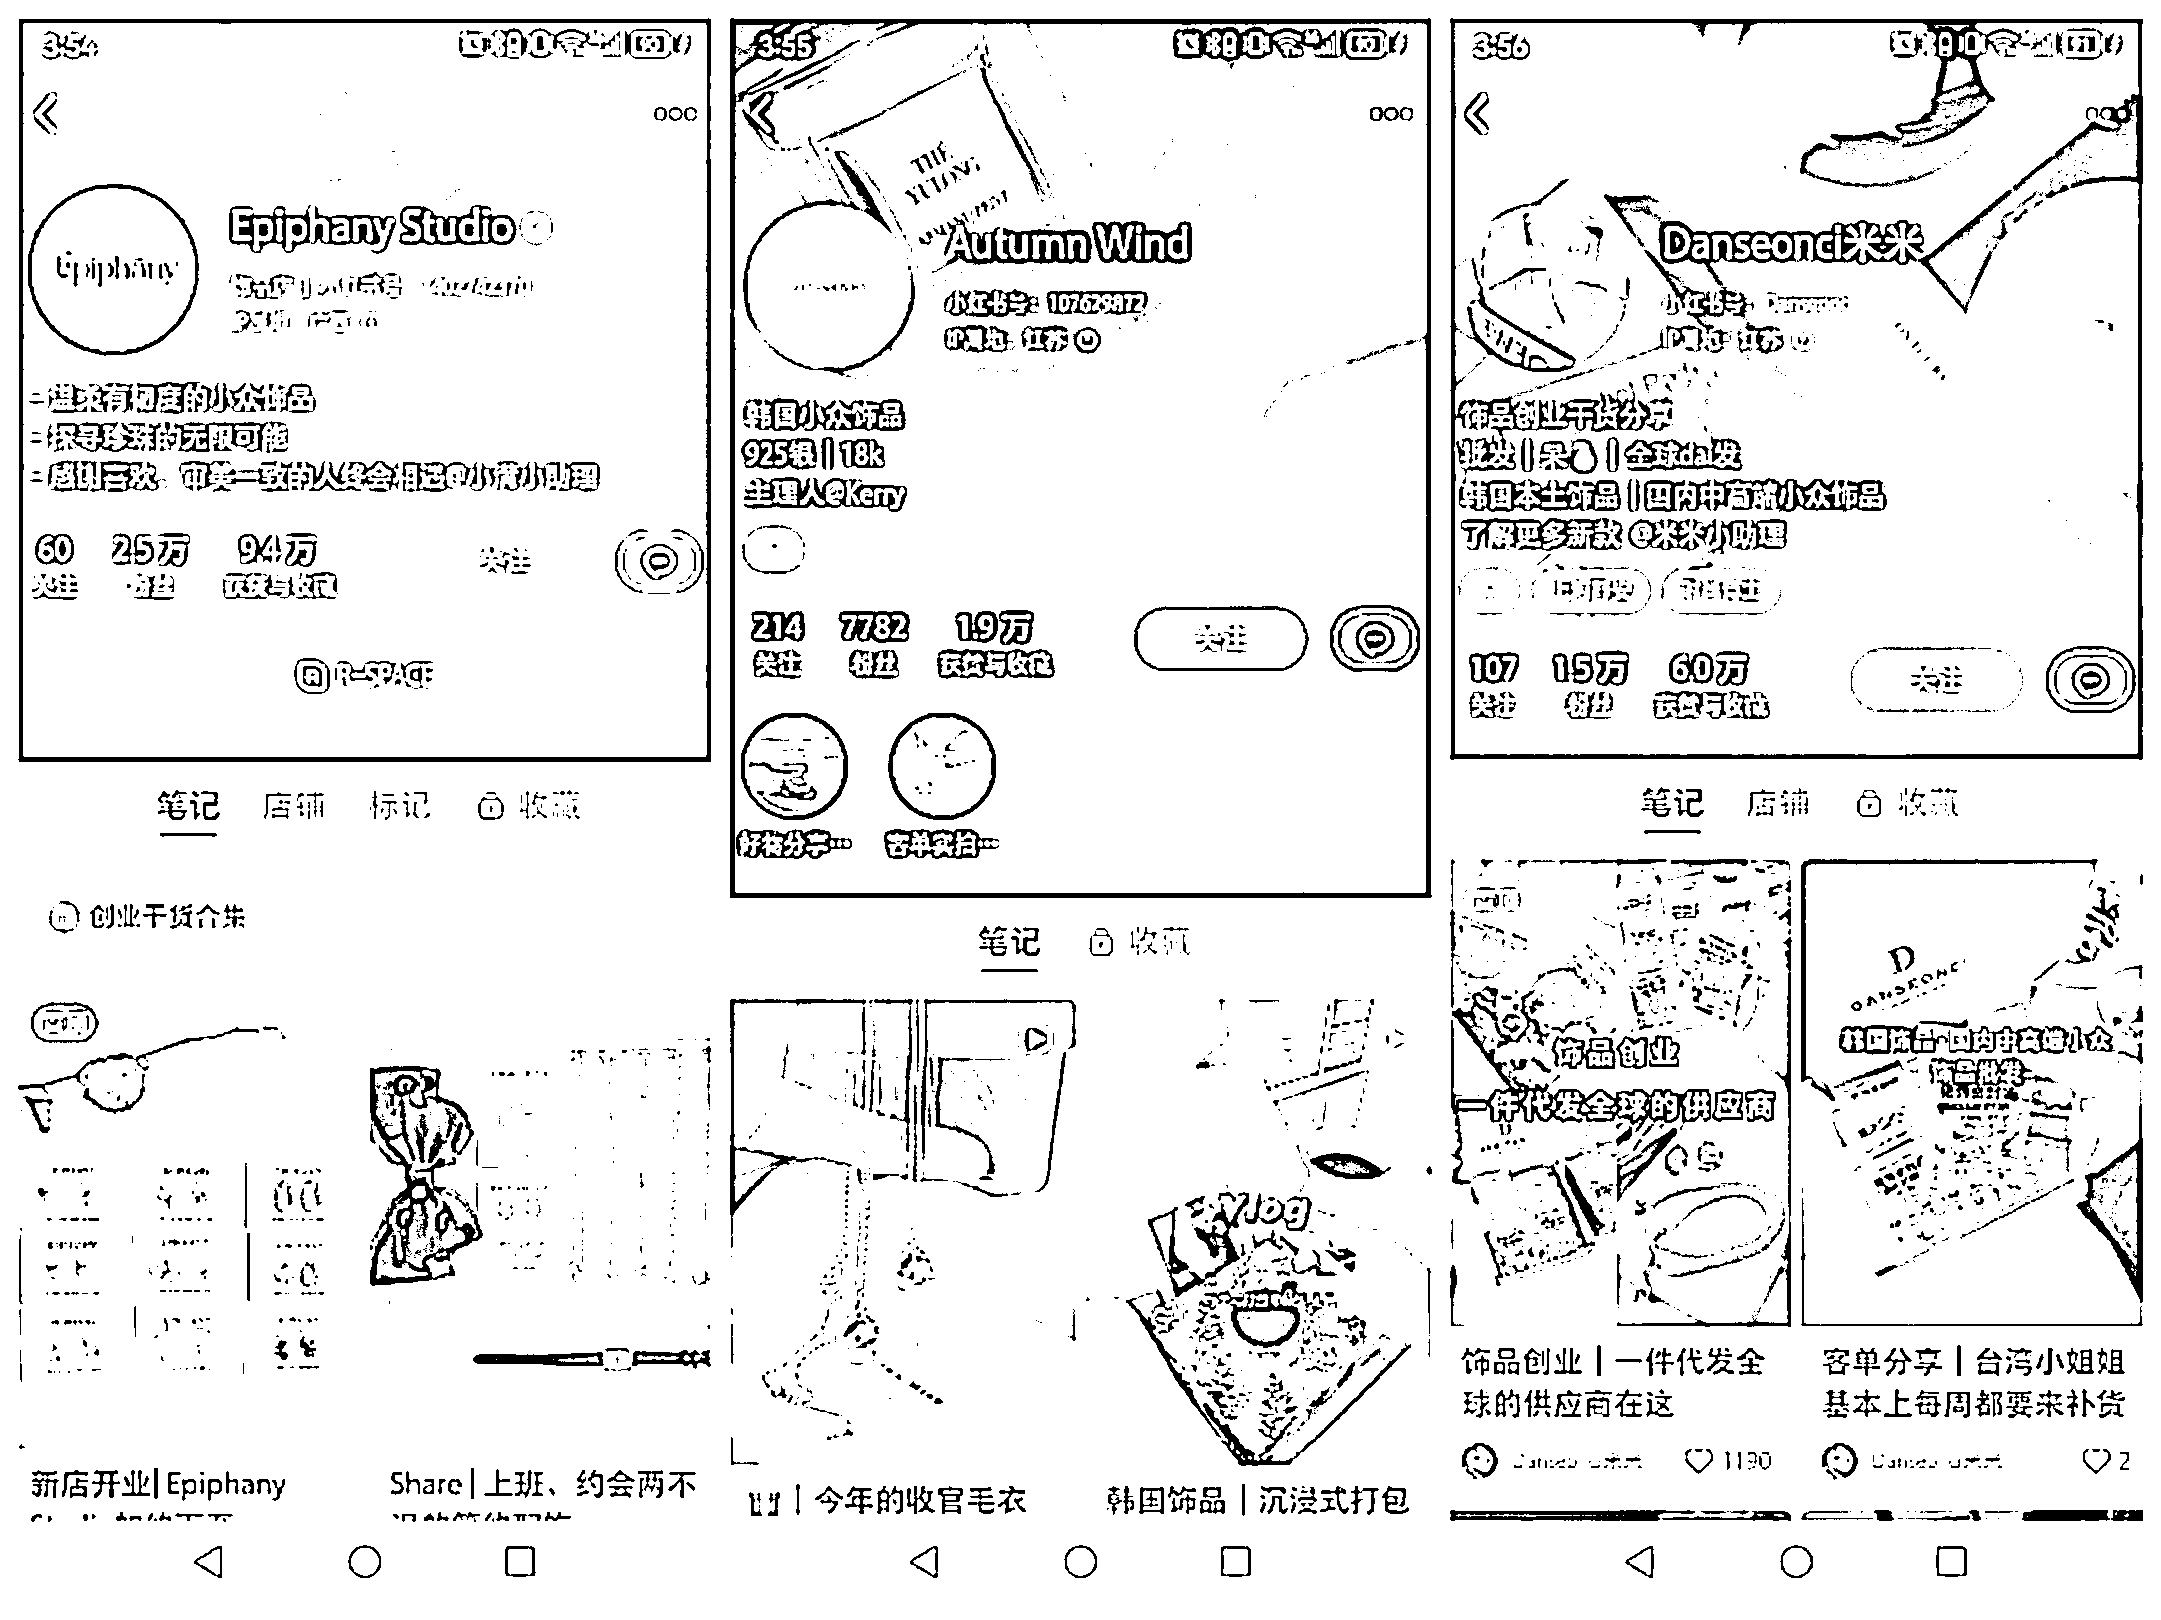 3:54
Epiphany
Epiphany Studio
- 温柔有韧度的小众饰品
- 探寻珍珠的无限可能
- 感谢喜欢，审美一致的人终会相遇@小满小助理
60 2.5万 9.4万
关注 粉丝 获赞与收藏
关注
R-SPACE
笔记 店铺 标记 收藏
创业干货合集
置顶
新店开业| Epiphany
Share | 上班、约会两不
3:55
THE
YULONG
Autumn Wind
小红书号：107629872
IP属地：江苏
韩国小众饰品
925银 | 18k
主理人@Kerry
214 7782 1.9万
关注 粉丝 获赞与收藏
关注
好物分享…
客单实拍…
笔记 收藏
Vlog
| 今年的收官毛衣
韩国饰品 | 沉浸式打包
3:56
Danseonci米米
小红书号：Danseonci
IP属地：江苏
饰品创业干货分享
批发 | 呆 | 全球da发
韩国本土饰品 | 国内中高端小众饰品
了解更多新款 @米米小助理
107 1.5万 6.0万
关注 粉丝 获赞与收藏
关注
笔记 店铺 收藏
饰品创业
一件代发全球的供应商
D
DANSEONCI
韩国饰品·国内中高端小众
饰品批发
饰品创业 | 一件代发全
球的供应商在这
1190
客单分享 | 台湾小姐姐
基本上每周都要来补货
2